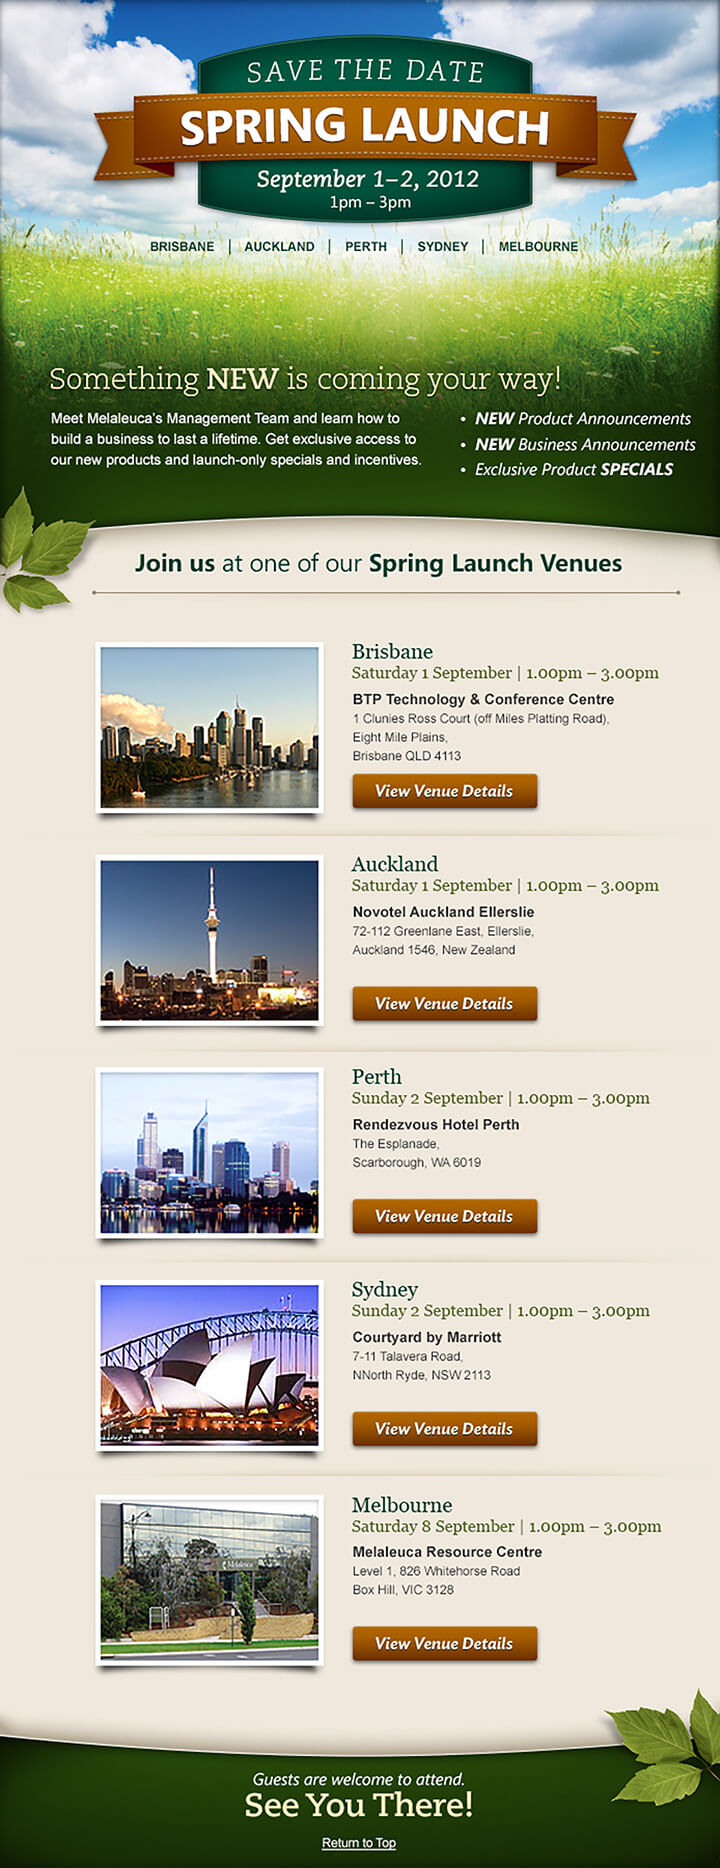 SAVE THE DATE
SPRING LAUNCH
September 1–2, 2012
1pm – 3pm
BRISBANE | AUCKLAND | PERTH | SYDNEY | MELBOURNE
Something NEW is coming your way!
Meet Melaleuca's Management Team and learn how to
build a business to last a lifetime. Get exclusive access to
our new products and launch-only specials and incentives.
• NEW Product Announcements
• NEW Business Announcements
• Exclusive Product SPECIALS
Join us at one of our Spring Launch Venues
Brisbane
Saturday 1 September | 1.00pm – 3.00pm
BTP Technology & Conference Centre
1 Clunies Ross Court (off Miles Platting Road),
Eight Mile Plains,
Brisbane QLD 4113
View Venue Details
Auckland
Saturday 1 September | 1.00pm – 3.00pm
Novotel Auckland Ellerslie
72-112 Greenlane East, Ellerslie,
Auckland 1546, New Zealand
View Venue Details
Perth
Sunday 2 September | 1.00pm – 3.00pm
Rendezvous Hotel Perth
The Esplanade,
Scarborough, WA 6019
View Venue Details
Sydney
Sunday 2 September | 1.00pm – 3.00pm
Courtyard by Marriott
7-11 Talavera Road,
NNorth Ryde, NSW 2113
View Venue Details
Melbourne
Saturday 8 September | 1.00pm – 3.00pm
Melaleuca Resource Centre
Level 1, 826 Whitehorse Road
Box Hill, VIC 3128
View Venue Details
Melaleuca
Guests are welcome to attend.
See You There!
Return to Top